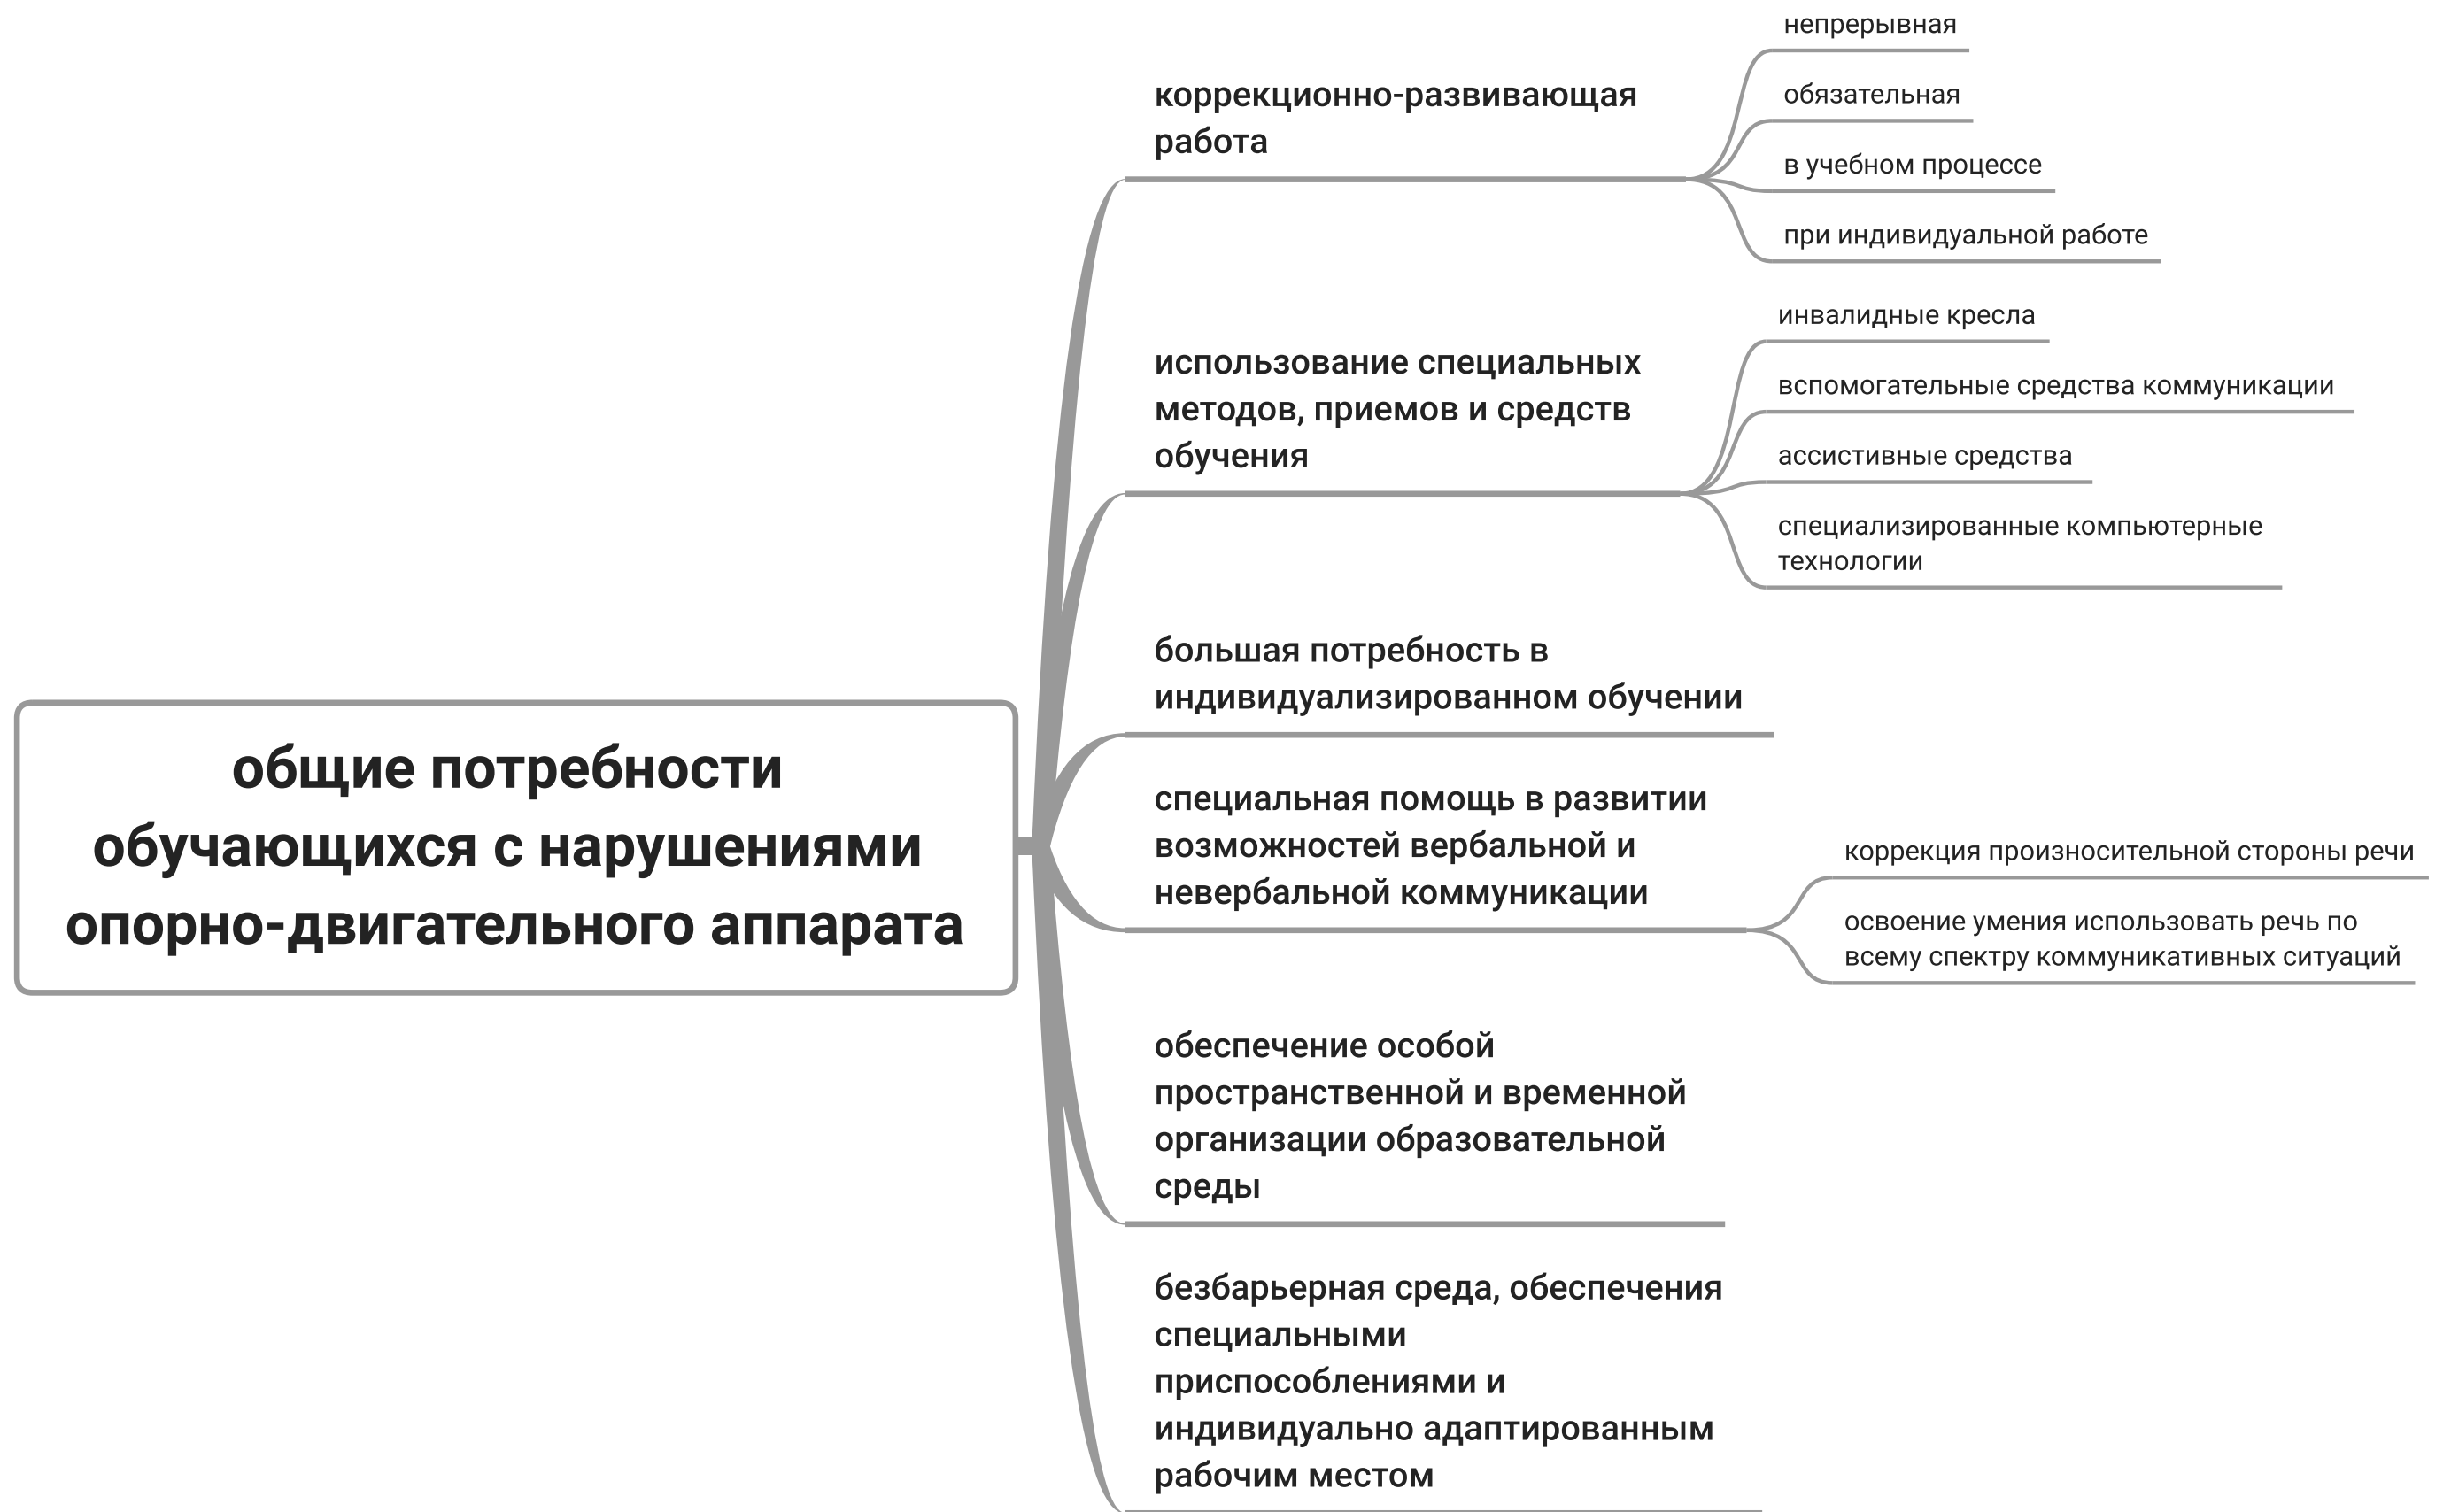 общие потребности
обучающихся с нарушениями
опорно-двигательного аппарата
коррекционно-развивающая
работа
непрерывная
обязательная
в учебном процессе
при индивидуальной работе
использование специальных
методов, приемов и средств
обучения
инвалидные кресла
вспомогательные средства коммуникации
ассистивные средства
специализированные компьютерные
технологии
большая потребность в
индивидуализированном обучении
специальная помощь в развитии
возможностей вербальной и
невербальной коммуникации
коррекция произносительной стороны речи
освоение умения использовать речь по
всему спектру коммуникативных ситуаций
обеспечение особой
пространственной и временной
организации образовательной
среды
безбарьерная среда, обеспечения
специальными
приспособлениями и
индивидуально адаптированным
рабочим местом